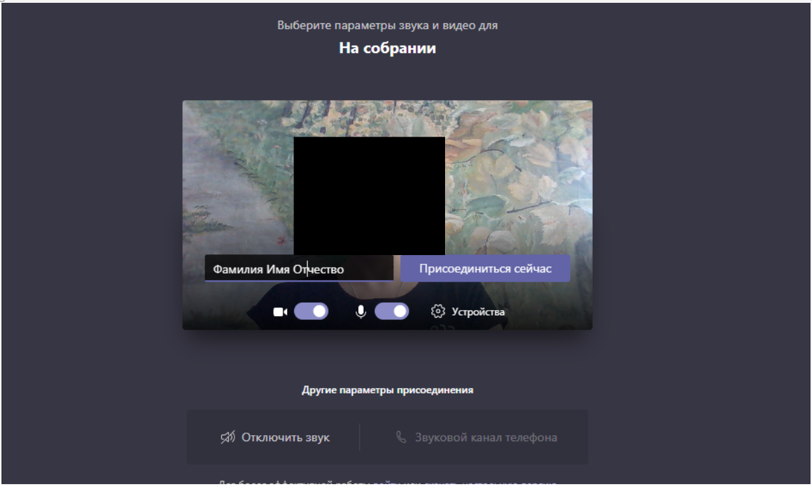 Выберите параметры звука и видео для
На собрании
Фамилия Имя Отчество
Присоединиться сейчас
Устройства
Другие параметры присоединения
Отключить звук
Звуковой канал телефона